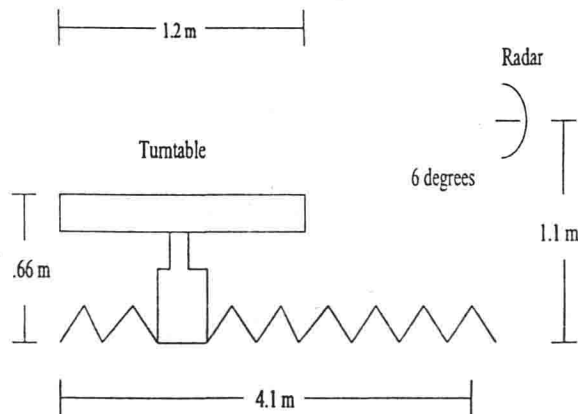 1.2 m
Radar
Turntable
6 degrees
1.1 m
.66 m
4.1 m